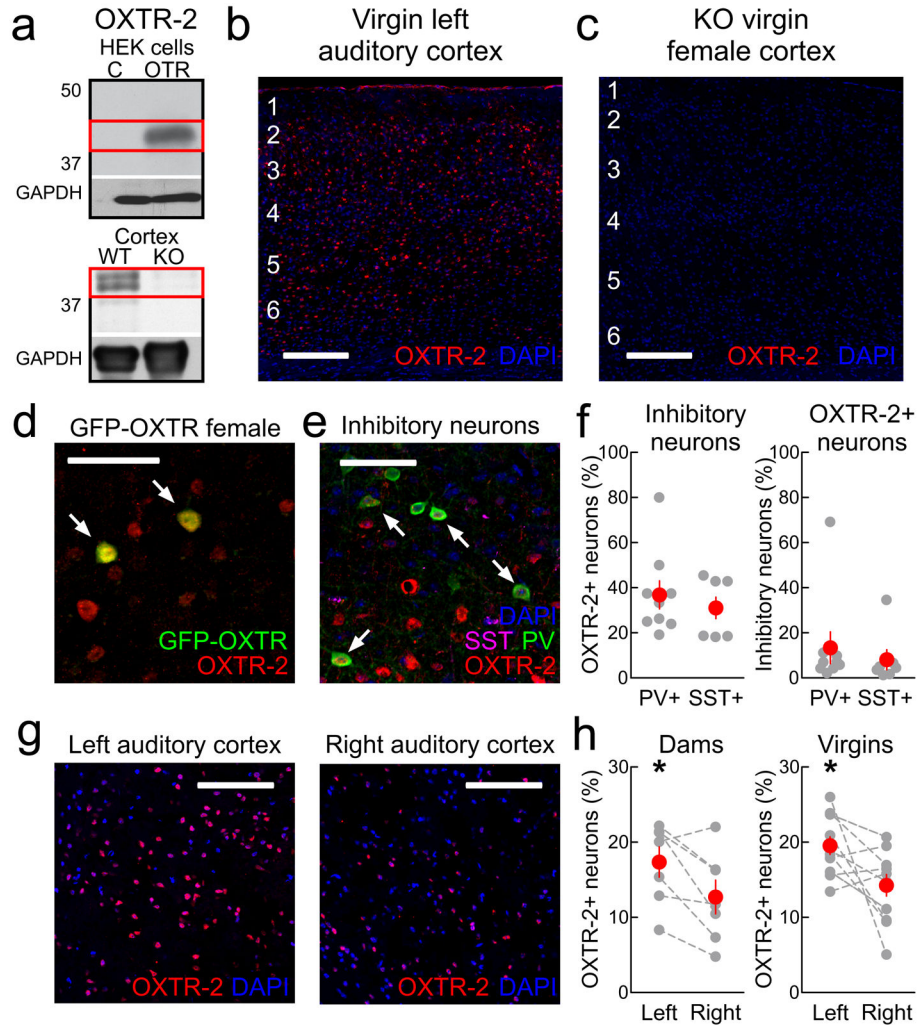 a
OXTR-2
HEK cells
C OTR
50
37
GAPDH
Cortex
WT KO
37
GAPDH
b
Virgin left
auditory cortex
1
2
3
4
5
6
OXTR-2 DAPI
c
KO virgin
female cortex
1
2
3
4
5
6
OXTR-2 DAPI
d
GFP-OXTR female
GFP-OXTR
OXTR-2
e
Inhibitory neurons
DAPI
SST PV
OXTR-2
f
Inhibitory
neurons
OXTR-2+ neurons (%)
100
80
60
40
20
0
PV+ SST+
OXTR-2+
neurons
Inhibitory neurons (%)
100
80
60
40
20
0
PV+ SST+
g
Left auditory cortex
OXTR-2 DAPI
Right auditory cortex
OXTR-2 DAPI
h
Dams
*
OXTR-2+ neurons (%)
30
20
10
0
Left Right
Virgins
*
OXTR-2+ neurons (%)
30
20
10
0
Left Right